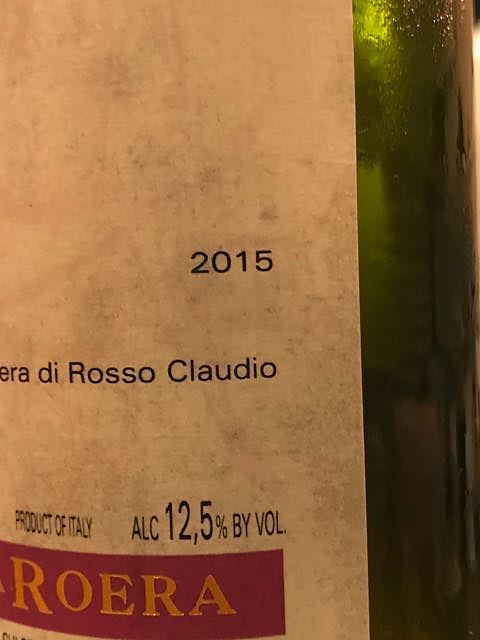 2015
era di Rosso Claudio
PRODUCT OF ITALY ALC 12,5% BY VOL.
ROERA